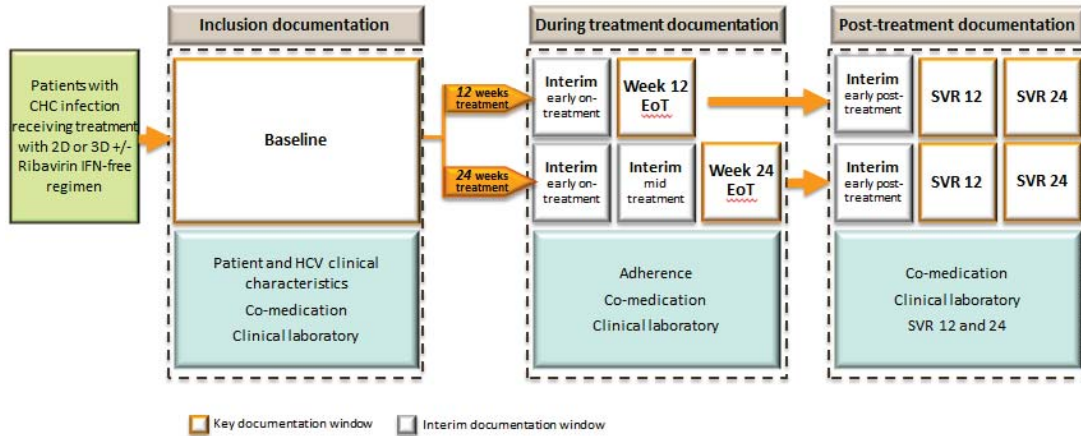 Inclusion documentation
During treatment documentation
Post-treatment documentation
Patients with
CHC infection
receiving treatment
with 2D or 3D +/-
Ribavirin IFN-free
regimen
Baseline
12 weeks
treatment
24 weeks
treatment
Interim
early on-
treatment
Week 12
EoT
Interim
early on-
treatment
Interim
mid
treatment
Week 24
EoT
Interim
early post-
treatment
SVR 12
SVR 24
Interim
early post-
treatment
SVR 12
SVR 24
Patient and HCV clinical
characteristics
Co-medication
Clinical laboratory
Adherence
Co-medication
Clinical laboratory
Co-medication
Clinical laboratory
SVR 12 and 24
Key documentation window
Interim documentation window